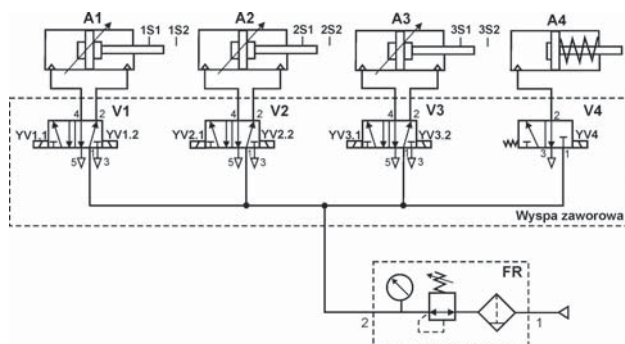 A1 A2 A3 A4
1S1 1S2 2S1 2S2 3S1 3S2
4 2 V1 4 2 V2 4 2 V3 2 V4
YV1.1 YV1.2 YV2.1 YV2.2 YV3.1 YV3.2 YV4
5 1 3 5 1 3 5 1 3 3 1
Wyspa zaworowa
FR
2 1